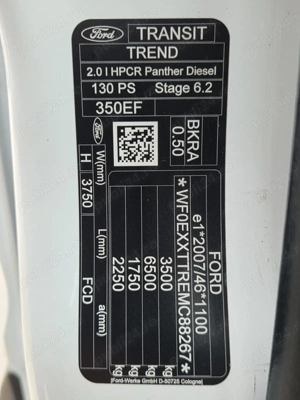 Ford
TRANSIT
TREND
2.0 l HPCR Panther Diesel
130 PS Stage 6.2
350EF
Ford
BKRA
0.50
W(mm)
H 3750
L(mm)
a(mm)
FCD
FORD
e1*2007/46*1100
*WF0EXXTTREMC88267*
3500 kg
6500 kg
1750 kg
2250 kg
Ford-Werke GmbH D-50725 Cologne